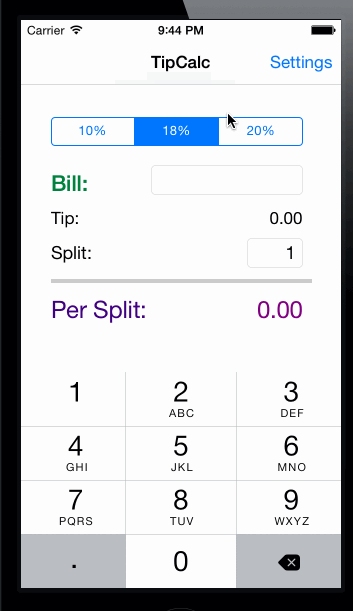 Carrier 9:44 PM
TipCalc Settings
10% 18% 20%
Bill:
Tip: 0.00
Split: 1
Per Split: 0.00
1 2 3
ABC DEF
4 5 6
GHI JKL MNO
7 8 9
PQRS TUV WXYZ
. 0